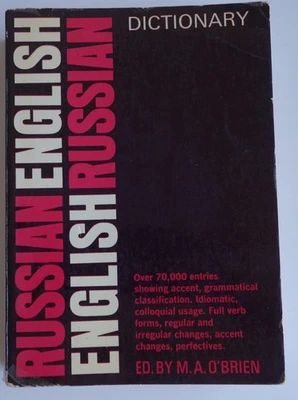 RUSSIAN ENGLISH
ENGLISH RUSSIAN
DICTIONARY
Over 70,000 entries
showing accent, grammatical
classification. Idiomatic,
colloquial usage. Full verb
forms, regular and
irregular changes, accent
changes, perfectives.
ED. BY M. A. O'BRIEN